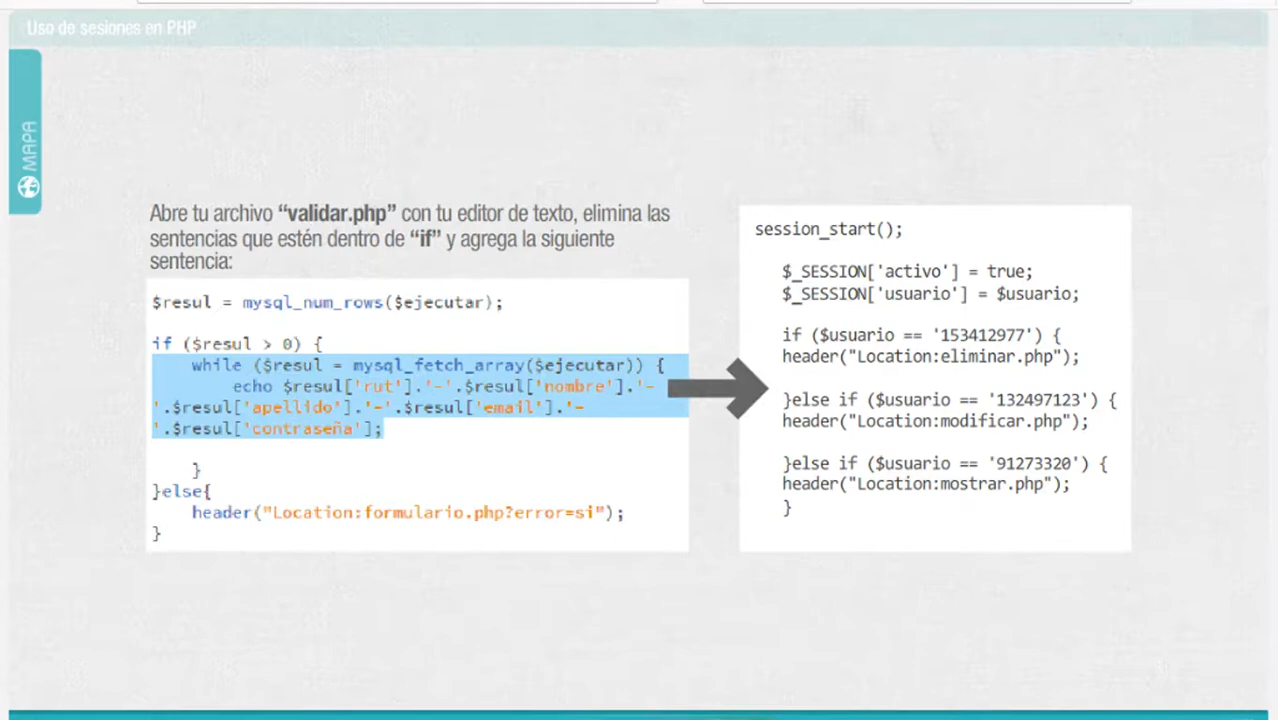 Uso de sesiones en PHP
MAPA
Abre tu archivo “validar.php” con tu editor de texto, elimina las
sentencias que estén dentro de “if” y agrega la siguiente
sentencia:
$resul = mysql_num_rows($ejecutar);
if ($resul > 0) {
while ($resul = mysql_fetch_array($ejecutar)) {
echo $resul['rut'].'-'.$resul['nombre'].'-
'.$resul['apellido'].'-'.$resul['email'].'-
'.$resul['contraseña'];
}
}else{
header("Location:formulario.php?error=si");
}
session_start();
$_SESSION['activo'] = true;
$_SESSION['usuario'] = $usuario;
if ($usuario == '153412977') {
header("Location:eliminar.php");
}else if ($usuario == '132497123') {
header("Location:modificar.php");
}else if ($usuario == '91273320') {
header("Location:mostrar.php");
}